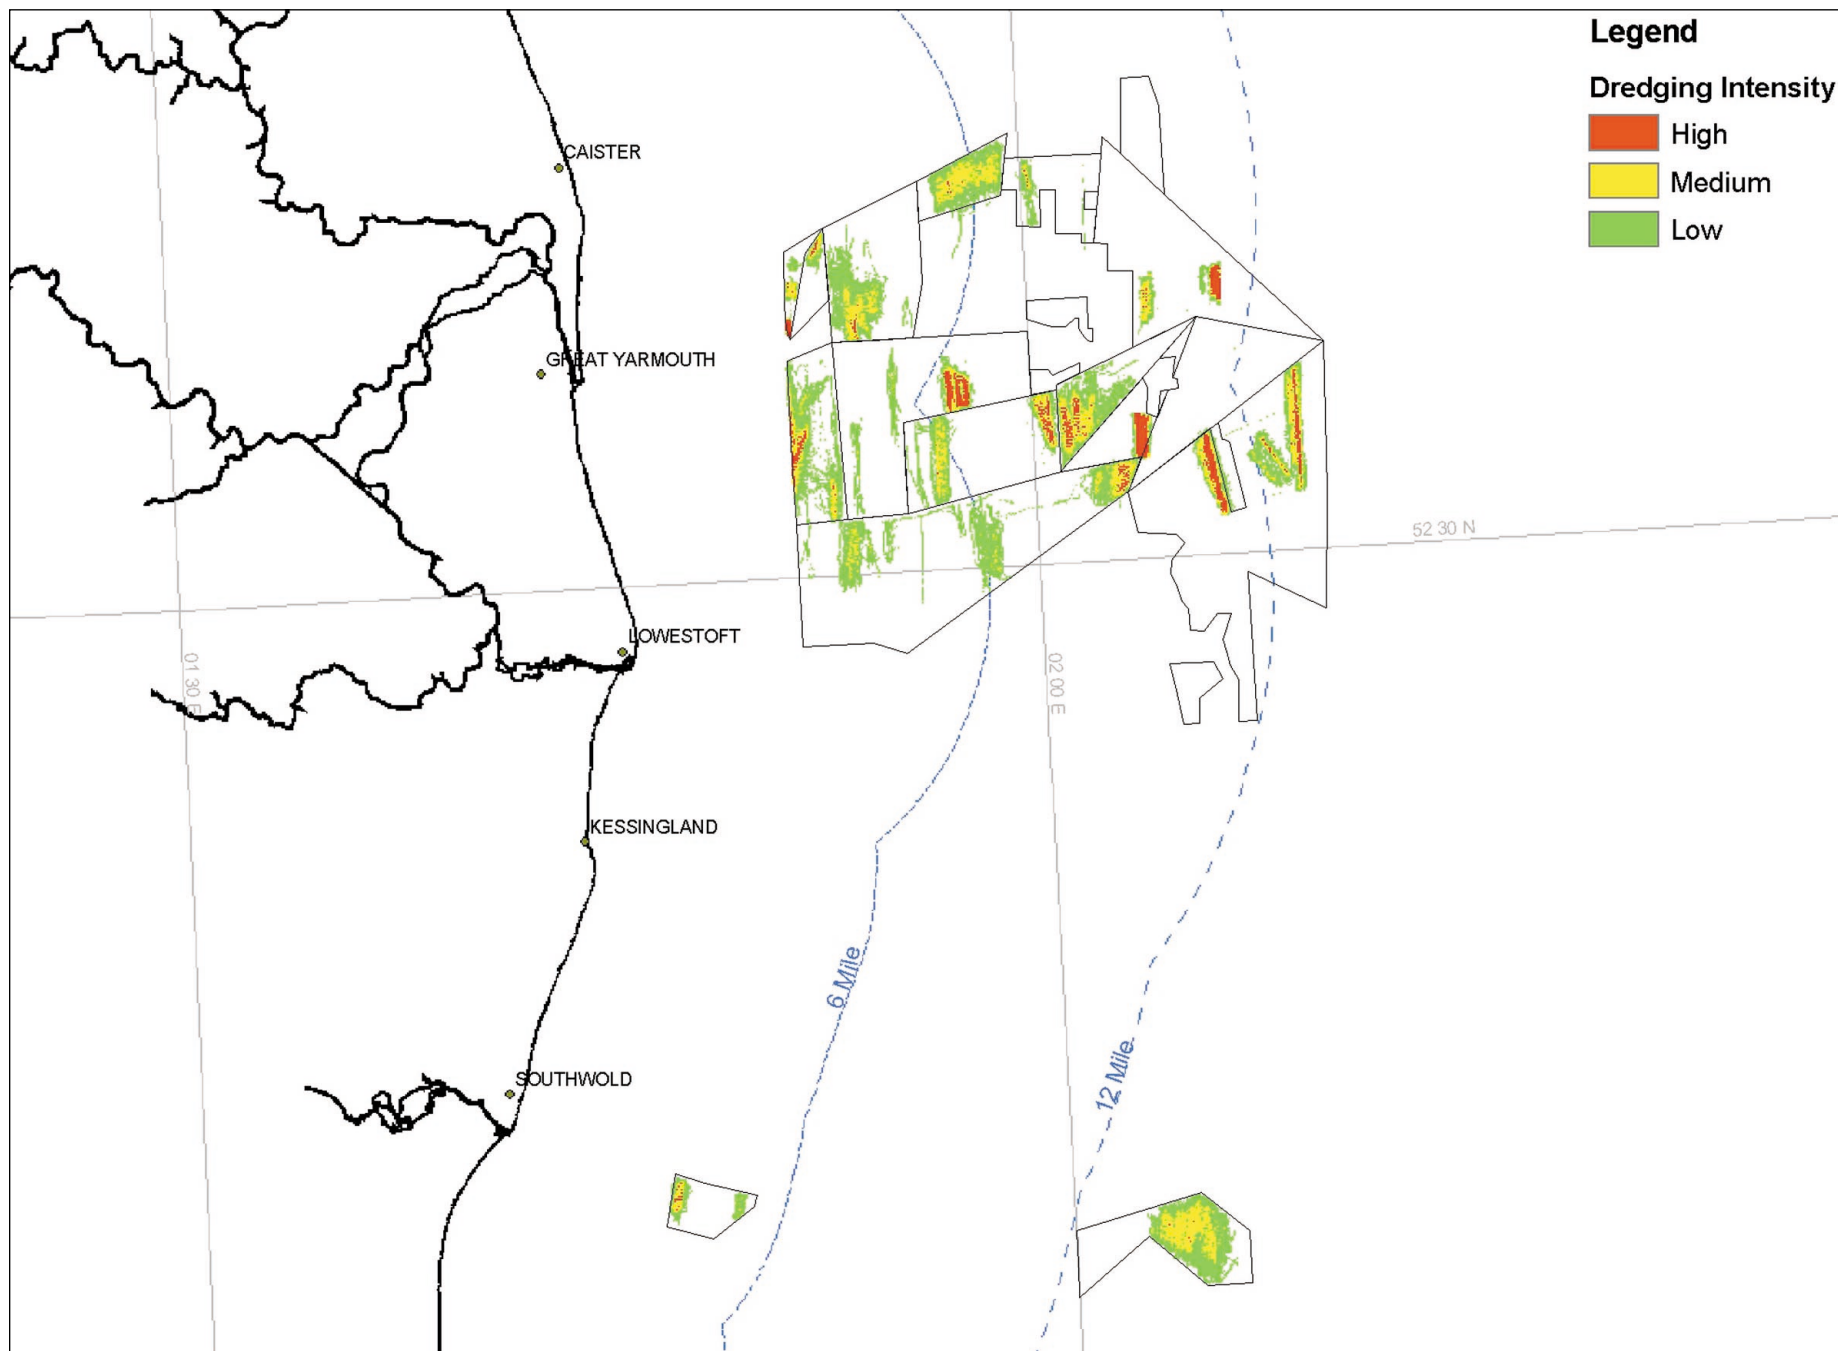 Legend
Dredging Intensity
High
Medium
Low
CAISTER
GREAT YARMOUTH
52 30 N
LOWESTOFT
01 30 E
02 00 E
KESSINGLAND
6 Mile
12 Mile
SOUTHWOLD